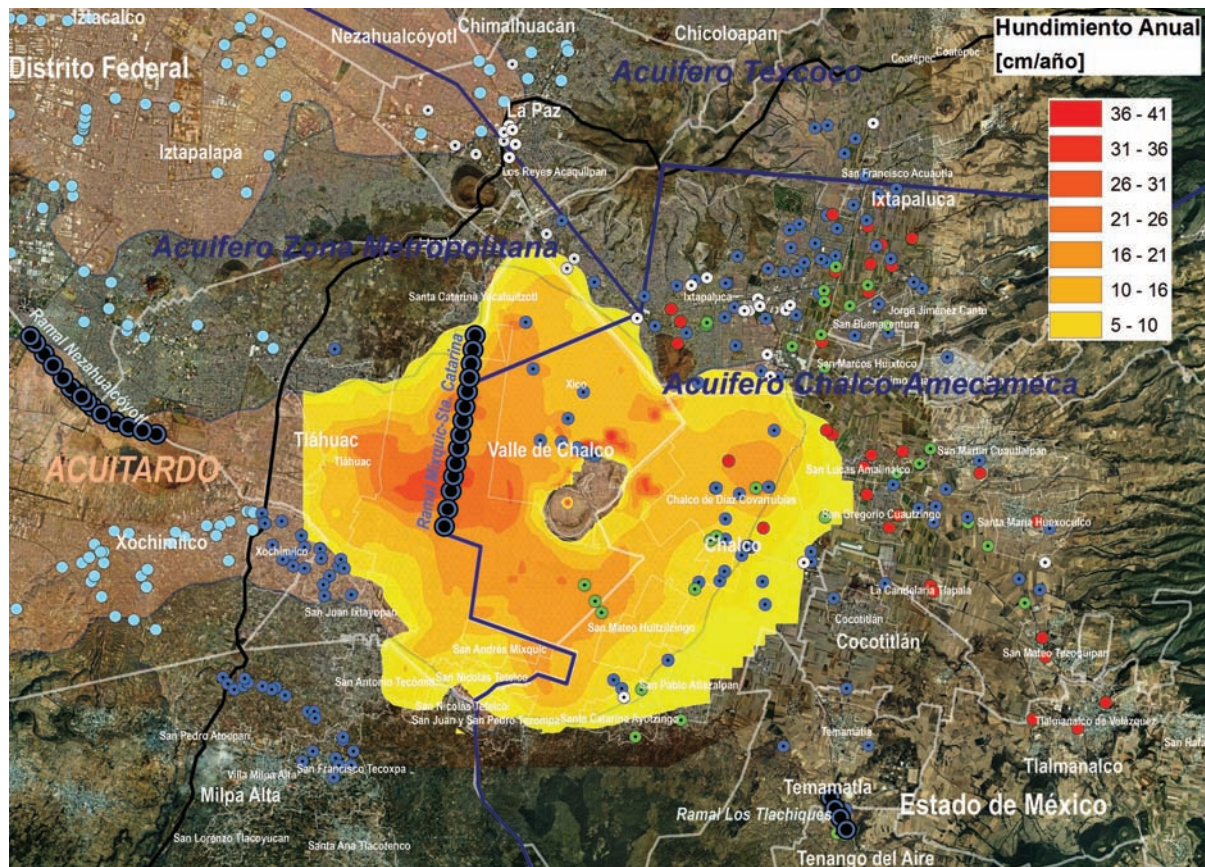 Iztacalco
Nezahualcóyotl
Chimalhuacán
Chicoloapan
Coatépec
Coatepec
Hundimiento Anual
[cm/año]
Distrito Federal
Acuifero Texcoco
36 - 41
31 - 36
26 - 31
21 - 26
16 - 21
10 - 16
5 - 10
La Paz
Iztapalapa
Los Reyes Acaquilpan
San Francisco Acuautla
Ixtapaluca
Acuifero Zona Metropolitana
Santa Catarina Yecahuitzotl
Ixtapaluca
Jorge Jiménez Cantú
San Buenaventura
Ramal Nezahualcóyotl
San Marcos Huixtoco
Acuifero Chalco-Amecameca
Xico
Ramal Mixquic-Sta. Catarina
Tláhuac
Tláhuac
Valle de Chalco
ACUITARDO
San Martín Cuautlalpan
San Lucas Amalinalco
Chalco de Díaz Covarrubias
San Gregorio Cuautzingo
Santa María Huexoculco
Xochimilco
Xochimilco
Chalco
San Juan Ixtayopan
La Candelaria Tlapala
San Mateo Huitzilzingo
Cocotitlán
Cocotitlán
San Andrés Mixquic
San Mateo Tezoquipan
San Antonio Tecómitl
San Nicolás Tetelco
San Pablo Atlazalpan
San Nicolás Tetelco
San Juan y San Pedro Tezompa
Santa Catarina Ayotzingo
Tlalmanalco de Velázquez
San Pedro Atocpan
Temamatla
San Rafa
Villa Milpa Alta
San Francisco Tecoxpa
Tlalmanalco
Milpa Alta
Temamatla
Estado de México
Ramal Los Tlachiques
San Lorenzo Tlacoyucan
Santa Ana Tlacotenco
Tenango del Aire